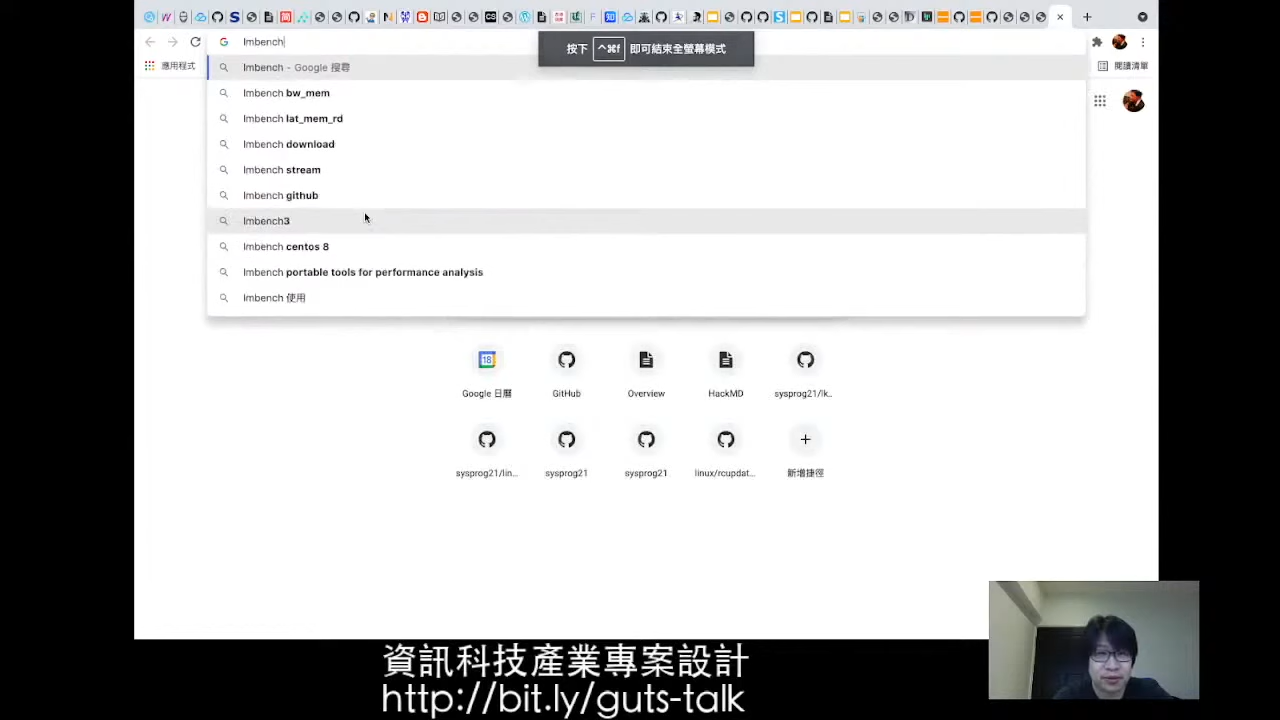 lmbench
按下 ^⌘f 即可結束全螢幕模式
應用程式
閱讀清單
lmbench - Google 搜尋
lmbench bw_mem
lmbench lat_mem_rd
lmbench download
lmbench stream
lmbench github
lmbench3
lmbench centos 8
lmbench portable tools for performance analysis
lmbench 使用
18
Google 日曆
GitHub
Overview
HackMD
sysprog21/lk...
sysprog21/lin...
sysprog21
sysprog21
linux/rcupdat...
新增捷徑
資訊科技產業專案設計
http://bit.ly/guts-talk